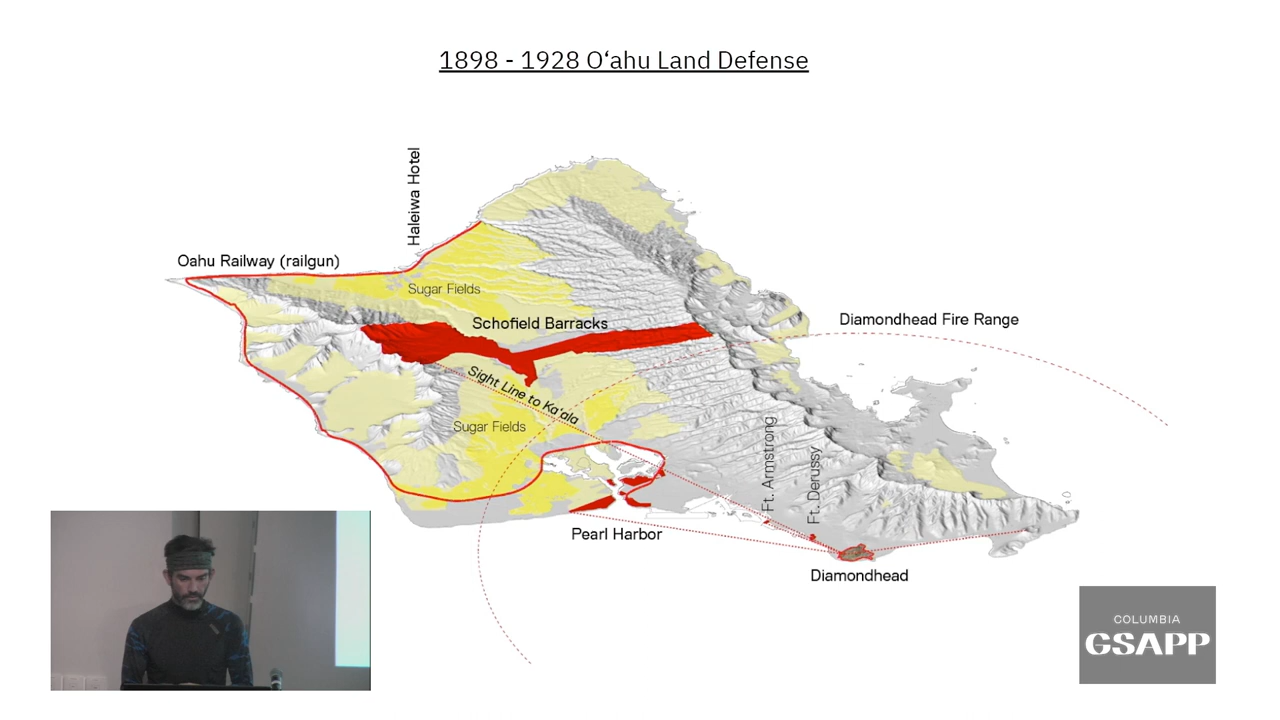 1898 - 1928 Oʻahu Land Defense
Haleiwa Hotel
Oahu Railway (railgun)
Sugar Fields
Schofield Barracks
Diamondhead Fire Range
Sight Line to Ka'ala
Sugar Fields
Ft. Armstrong
Ft. Derussy
Pearl Harbor
Diamondhead
COLUMBIA
GSAPP